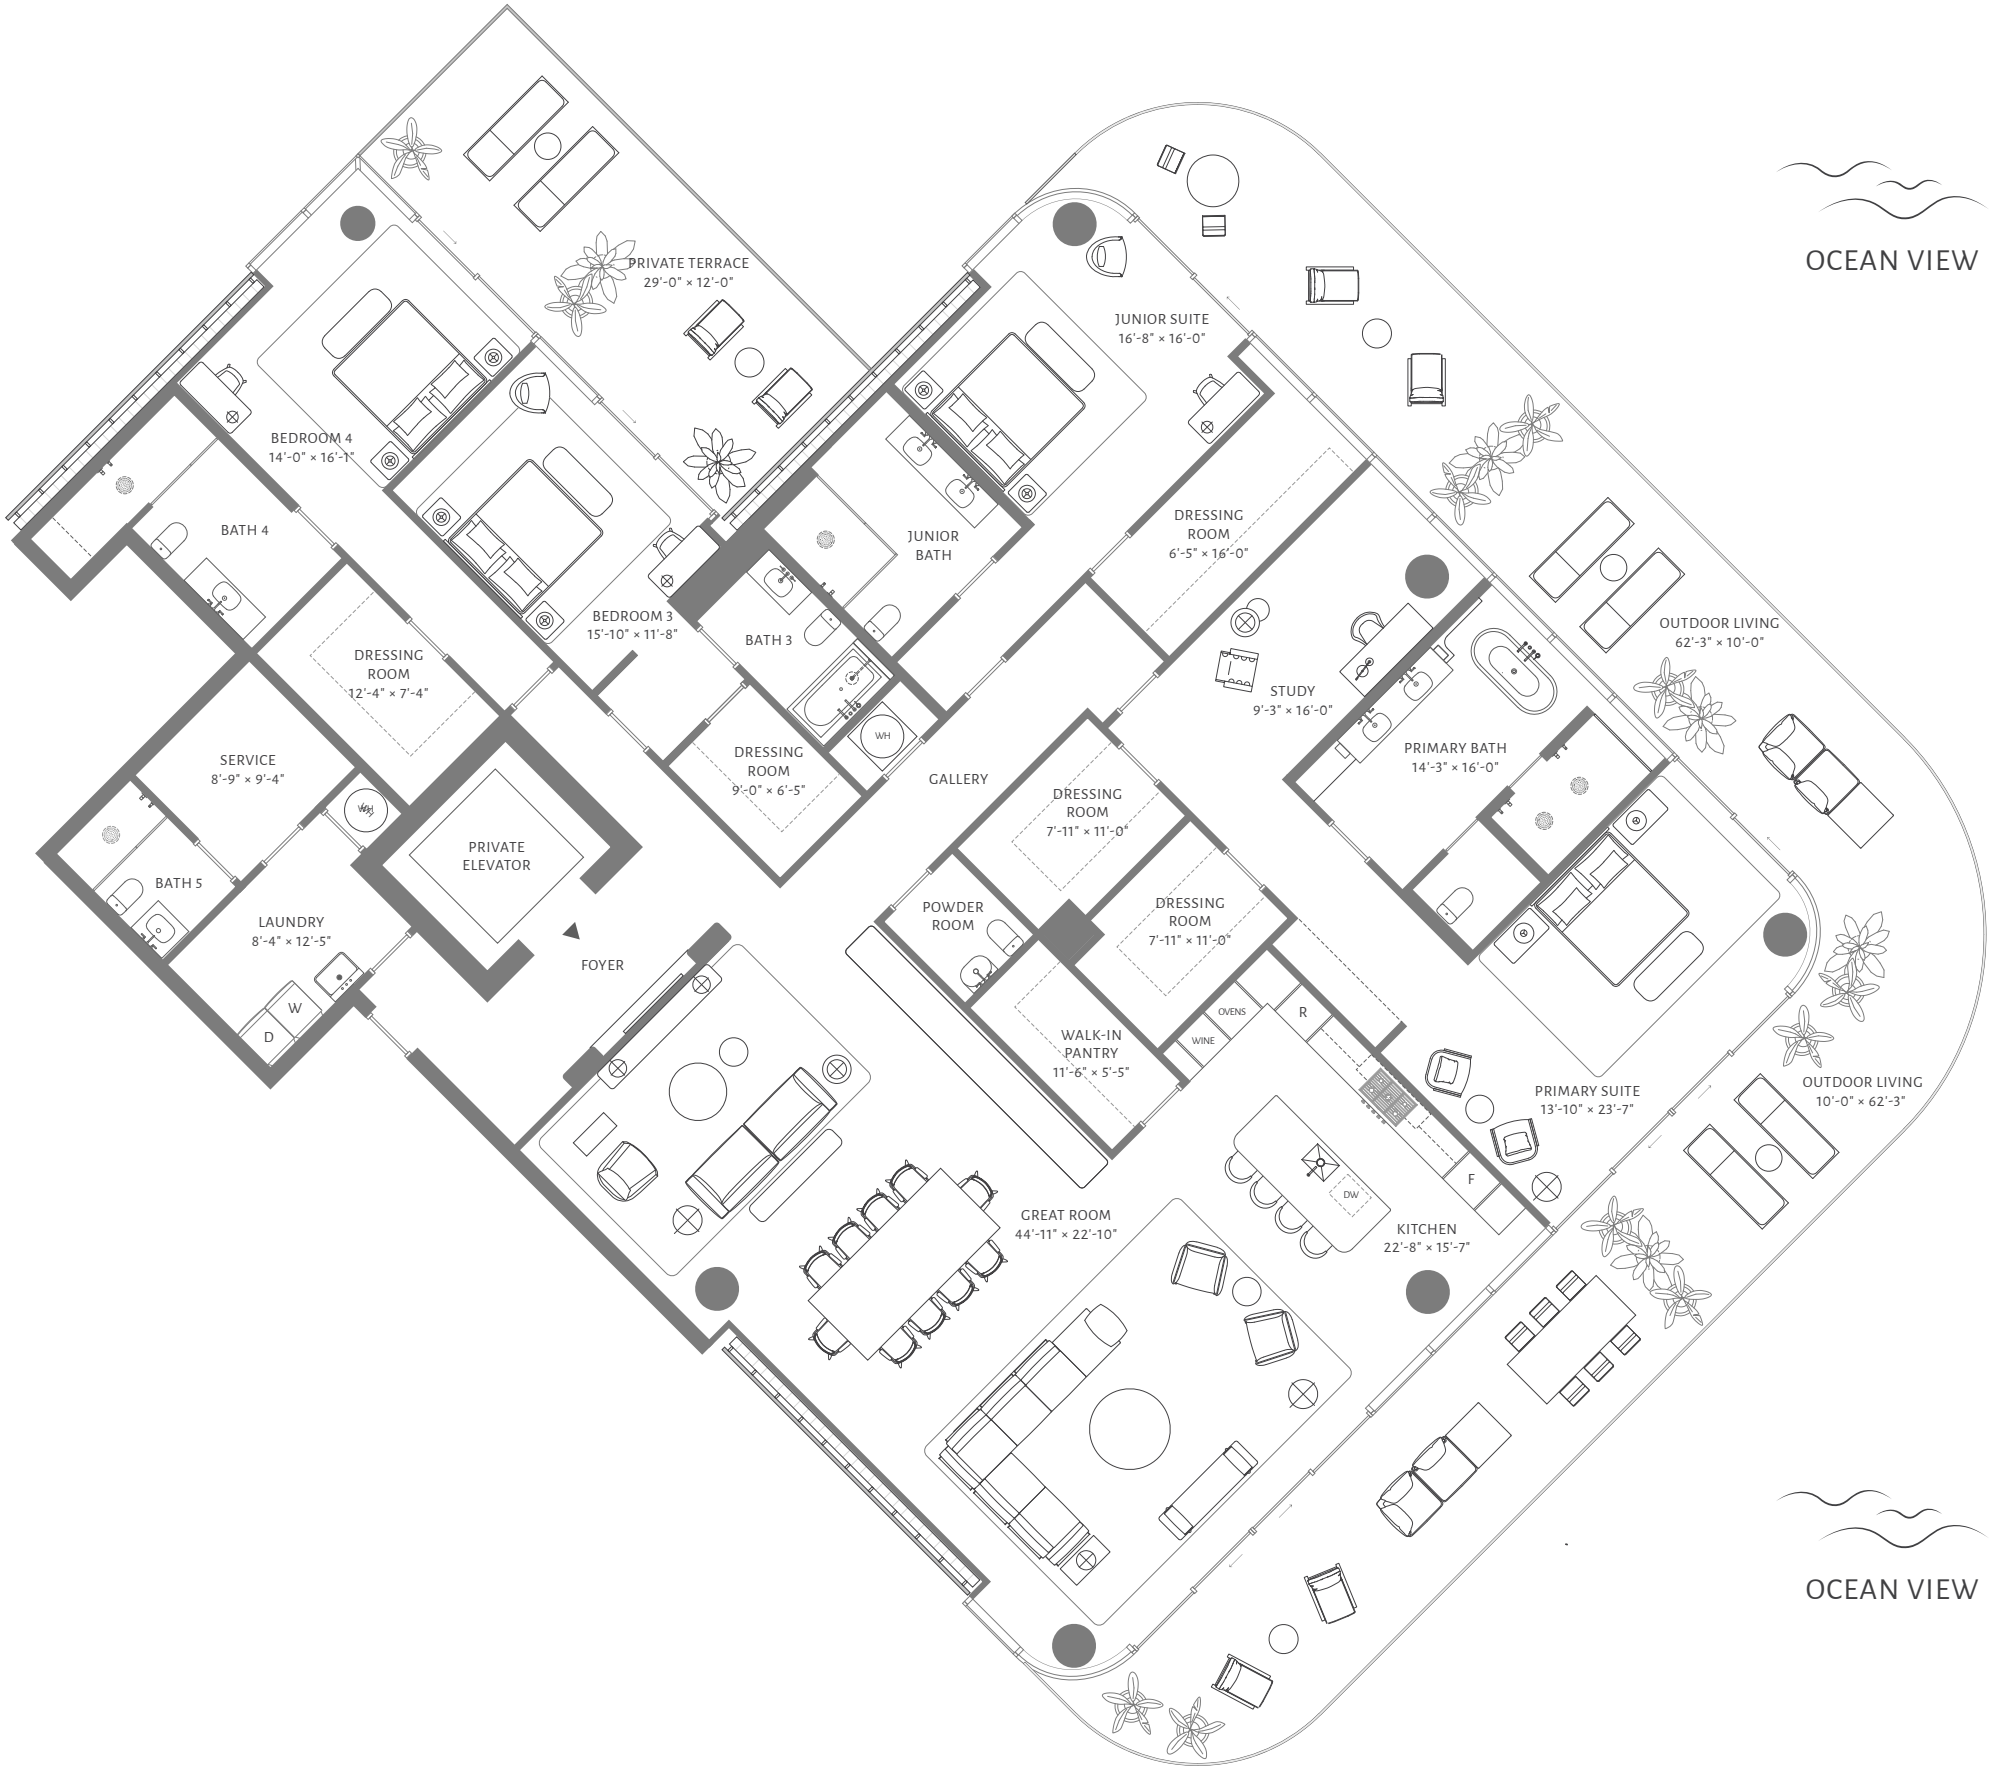 OCEAN VIEW
PRIVATE TERRACE
29'-0" × 12'-0"
JUNIOR SUITE
16'-8" × 16'-0"
BEDROOM 4
14'-0" × 16'-1"
BATH 4
JUNIOR
BATH
DRESSING
ROOM
6'-5" × 16'-0"
BEDROOM 3
15'-10" × 11'-8"
BATH 3
OUTDOOR LIVING
62'-3" × 10'-0"
DRESSING
ROOM
12'-4" × 7'-4"
STUDY
9'-3" × 16'-0"
WH
SERVICE
8'-9" × 9'-4"
DRESSING
ROOM
9'-0" × 6'-5"
GALLERY
PRIMARY BATH
14'-3" × 16'-0"
DRESSING
ROOM
7'-11" × 11'-0"
PRIVATE
ELEVATOR
BATH 5
POWDER
ROOM
DRESSING
ROOM
7'-11" × 11'-0"
LAUNDRY
8'-4" × 12'-5"
FOYER
W
D
OVENS
R
WINE
WALK-IN
PANTRY
11'-6" × 5'-5"
PRIMARY SUITE
13'-10" × 23'-7"
OUTDOOR LIVING
10'-0" × 62'-3"
F
DW
GREAT ROOM
44'-11" × 22'-10"
KITCHEN
22'-8" × 15'-7"
OCEAN VIEW